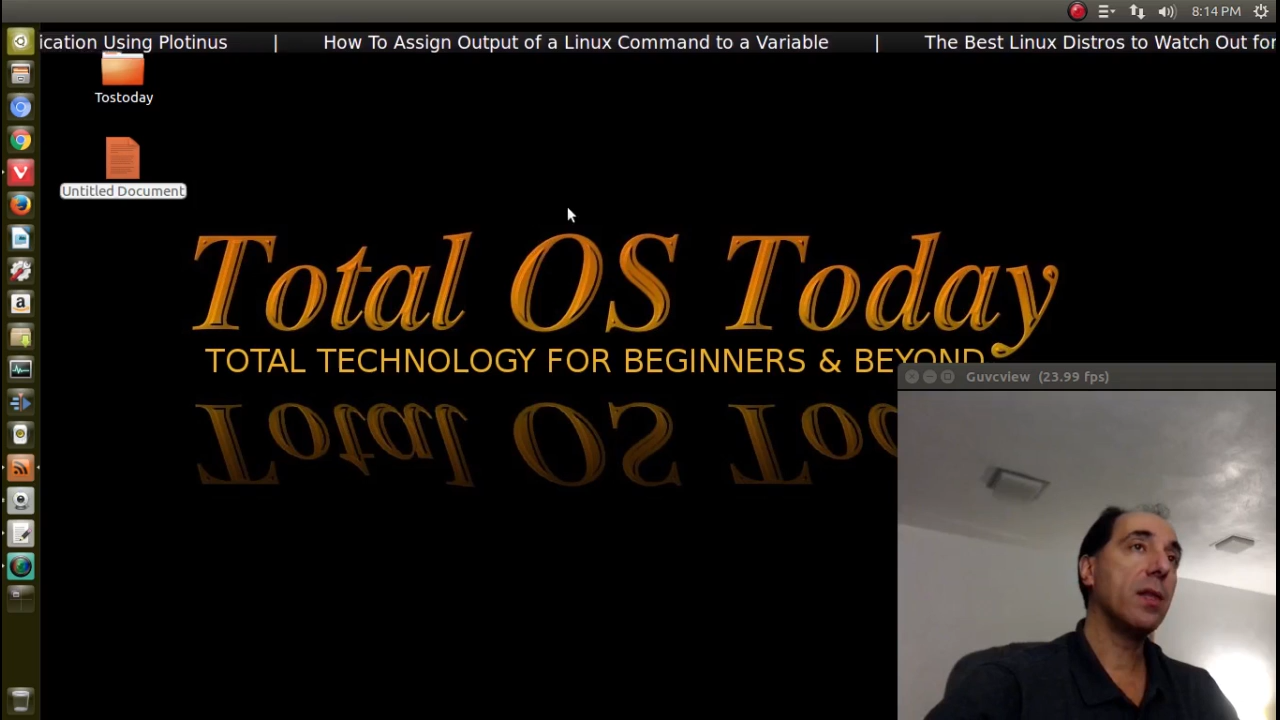 8:14 PM
ication Using Plotinus | How To Assign Output of a Linux Command to a Variable | The Best Linux Distros to Watch Out for
Tostoday
Untitled Document
Total OS Today
TOTAL TECHNOLOGY FOR BEGINNERS & BEYOND
Guvcview (23.99 fps)
a